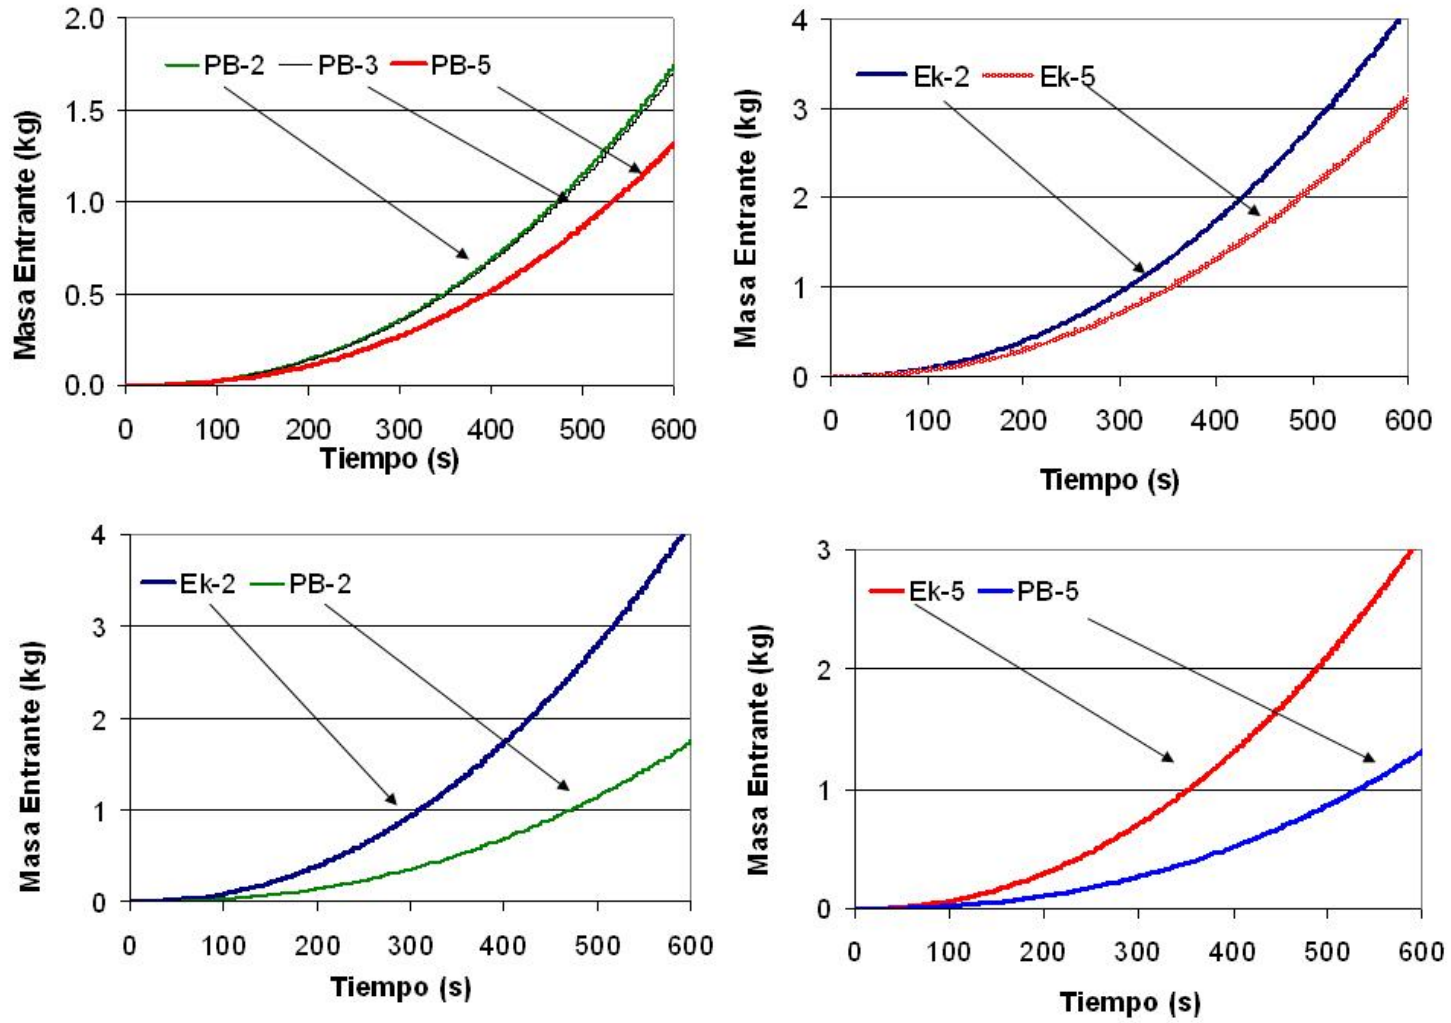 2.0
PB-2 PB-3 PB-5
1.5
1.0
0.5
0.0
Masa Entrante (kg)
0 100 200 300 400 500 600
Tiempo (s)
4
Ek-2 Ek-5
3
2
1
0
Masa Entrante (kg)
0 100 200 300 400 500 600
Tiempo (s)
4
Ek-2 PB-2
3
2
1
0
Masa Entrante (kg)
0 100 200 300 400 500 600
Tiempo (s)
3
Ek-5 PB-5
2
1
0
Masa Entrante (kg)
0 100 200 300 400 500 600
Tiempo (s)